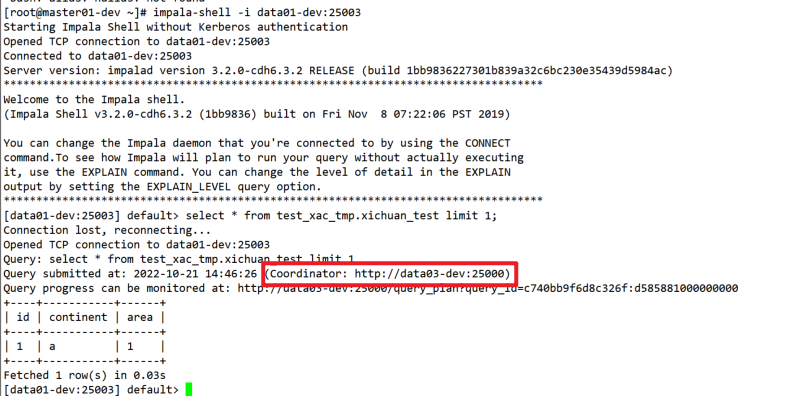 [root@master01-dev ~]# impala-shell -i data01-dev:25003
Starting Impala Shell without Kerberos authentication
Opened TCP connection to data01-dev:25003
Connected to data01-dev:25003
Server version: impalad version 3.2.0-cdh6.3.2 RELEASE (build 1bb9836227301b839a32c6bc230e35439d5984ac)
***********************************************************************************
Welcome to the Impala shell.
(Impala Shell v3.2.0-cdh6.3.2 (1bb9836) built on Fri Nov  8 07:22:06 PST 2019)

You can change the Impala daemon that you're connected to by using the CONNECT
command.To see how Impala will plan to run your query without actually executing
it, use the EXPLAIN command. You can change the level of detail in the EXPLAIN
output by setting the EXPLAIN_LEVEL query option.
***********************************************************************************
[data01-dev:25003] default> select * from test_xac_tmp.xichuan_test limit 1;
Connection lost, reconnecting...
Opened TCP connection to data01-dev:25003
Query: select * from test_xac_tmp.xichuan_test limit 1
Query submitted at: 2022-10-21 14:46:26 (Coordinator: http://data03-dev:25000)
Query progress can be monitored at: http://data03-dev:25000/query_plan?query_id=c740bb9f6d8c326f:d585881000000000
+----+-----------+------+
| id | continent | area |
+----+-----------+------+
| 1  | a         | 1    |
+----+-----------+------+
Fetched 1 row(s) in 0.03s
[data01-dev:25003] default>